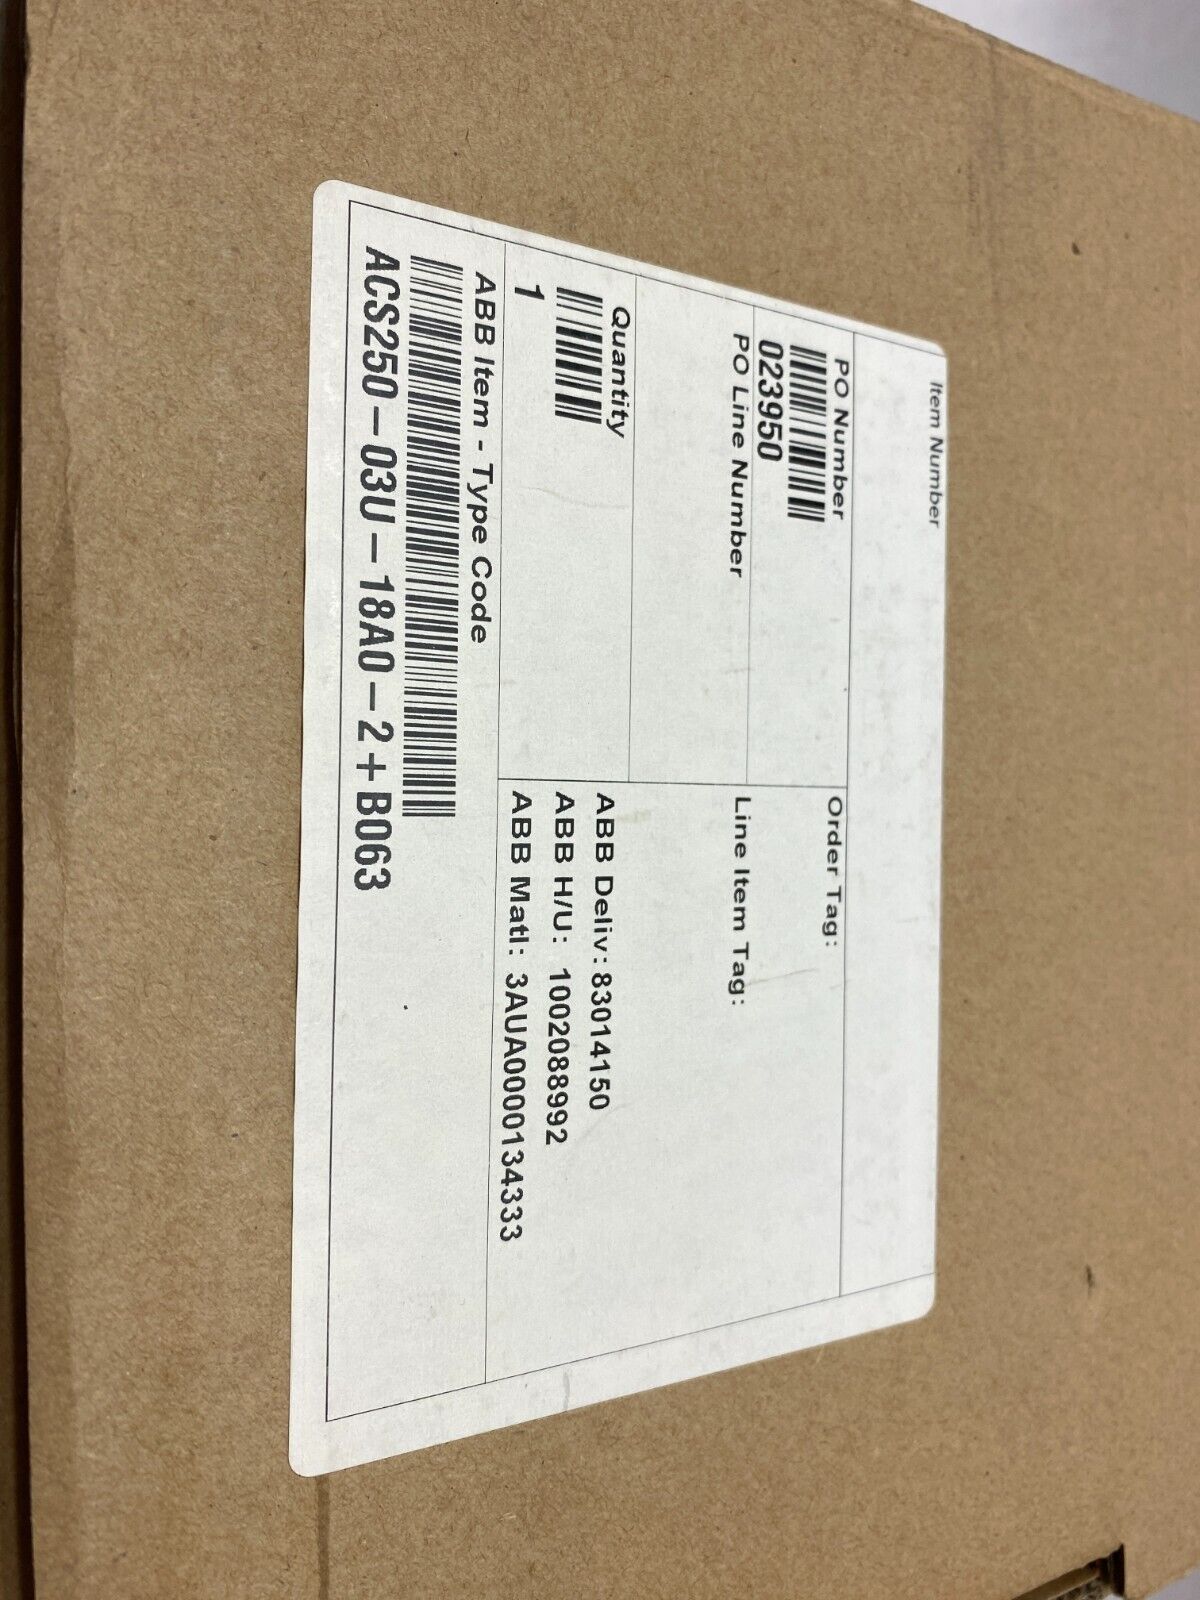 Item Number
PO Number
023950
Order Tag:
PO Line Number
Line Item Tag:
Quantity
1
ABB Deliv: 83014150
ABB H/U: 1002088992
ABB Matl: 3AUA0000134333
ABB Item - Type Code
ACS250-03U-18A0-2+B063